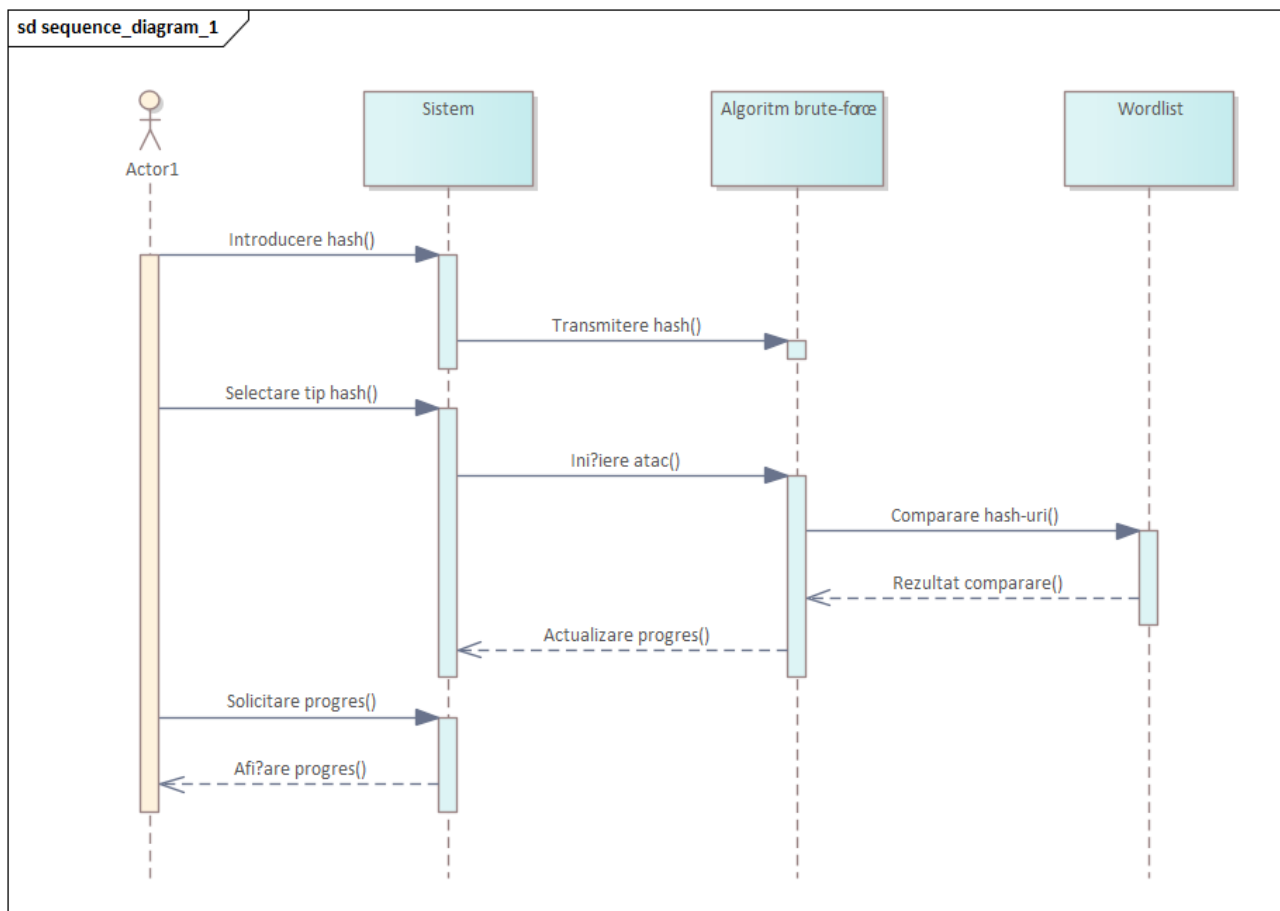 sd sequence_diagram_1
Sistem
Algoritm brute-force
Wordlist
Actor1
Introducere hash()
Transmitere hash()
Selectare tip hash()
Ini?iere atac()
Comparare hash-uri()
Rezultat comparare()
Actualizare progres()
Solicitare progres()
Afi?are progres()